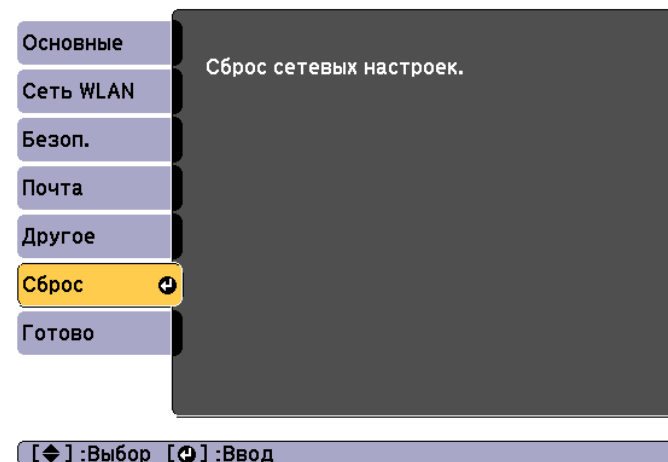 Основные
Сброс сетевых настроек.
Сеть WLAN
Безоп.
Почта
Другое
Сброс
Готово
[◆] :Выбор [⏎] :Ввод